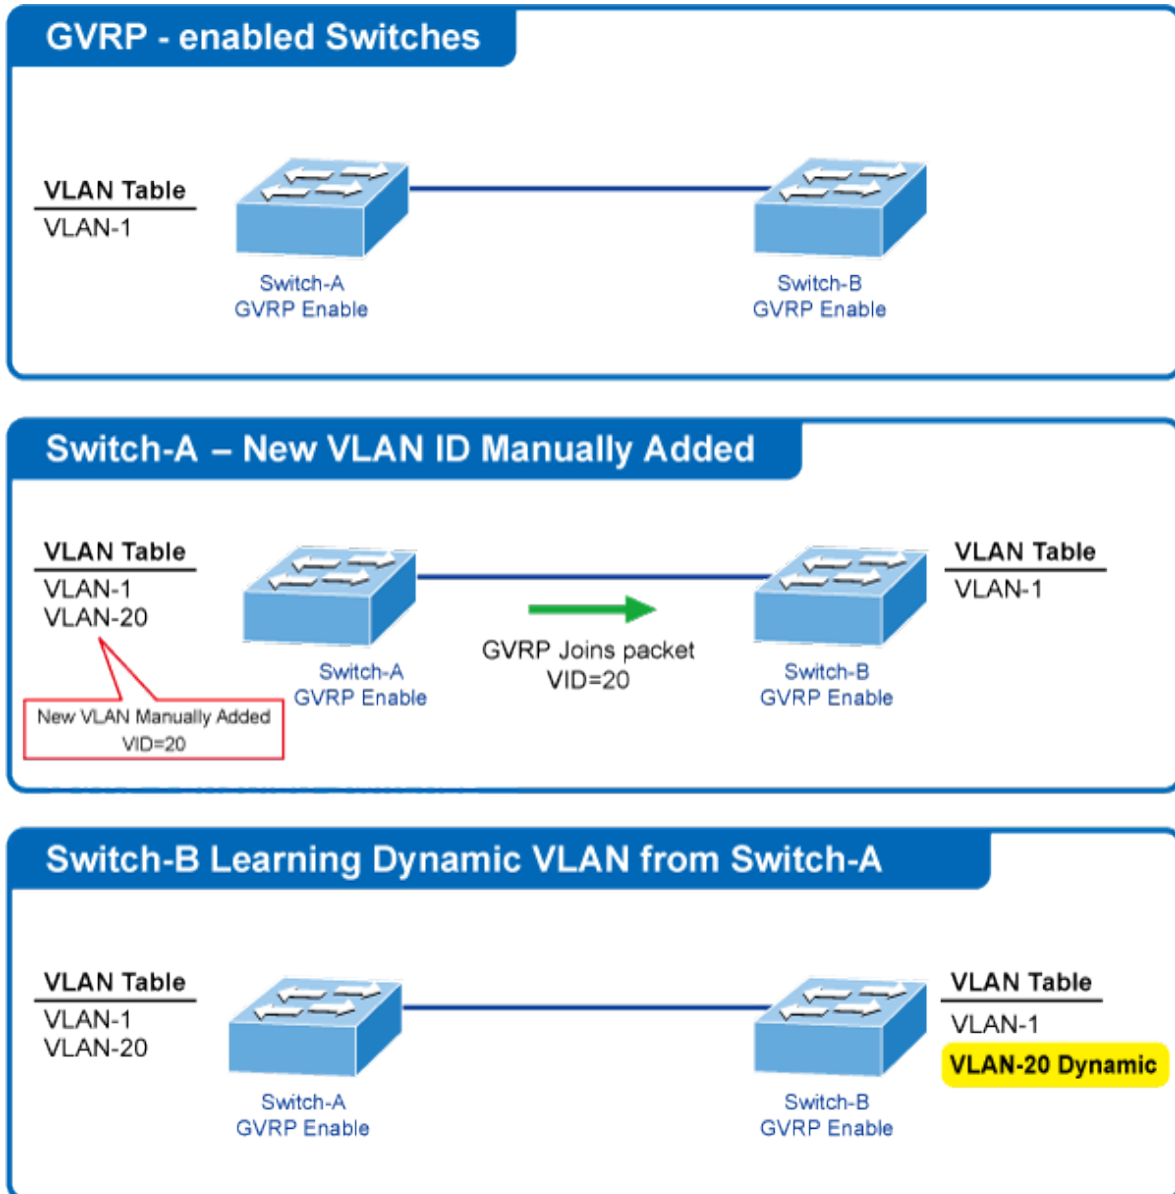 GVRP - enabled Switches
VLAN Table
VLAN-1
Switch-A
GVRP Enable
Switch-B
GVRP Enable
Switch-A – New VLAN ID Manually Added
VLAN Table
VLAN-1
VLAN-20
New VLAN Manually Added
VID=20
Switch-A
GVRP Enable
GVRP Joins packet
VID=20
Switch-B
GVRP Enable
VLAN Table
VLAN-1
Switch-B Learning Dynamic VLAN from Switch-A
VLAN Table
VLAN-1
VLAN-20
Switch-A
GVRP Enable
Switch-B
GVRP Enable
VLAN Table
VLAN-1
VLAN-20 Dynamic